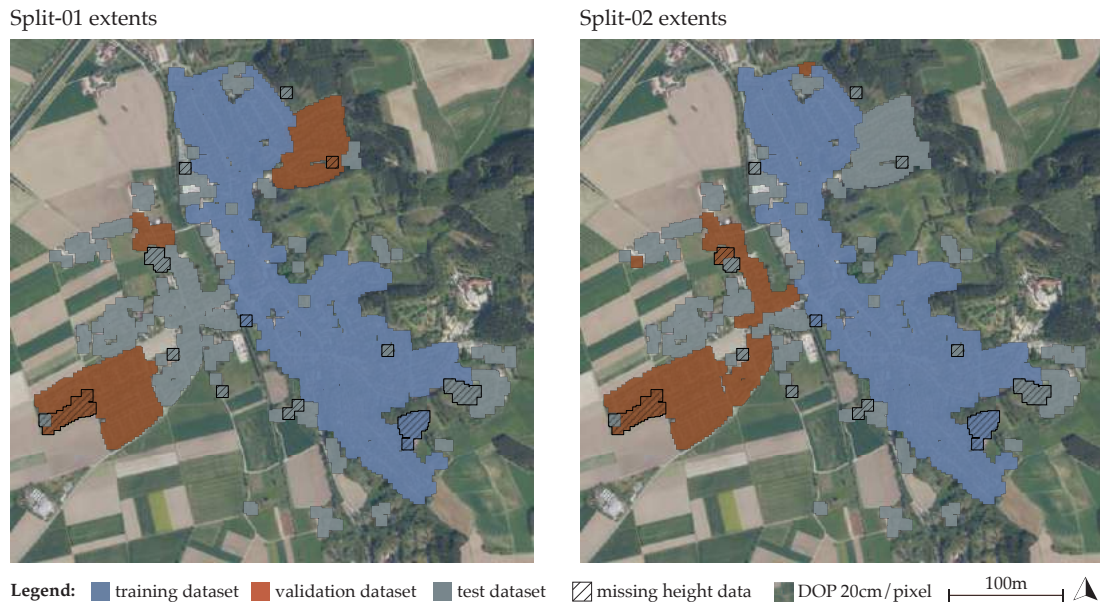 Split-01 extents
Split-02 extents
Legend: training dataset validation dataset test dataset missing height data DOP 20cm/pixel 100m